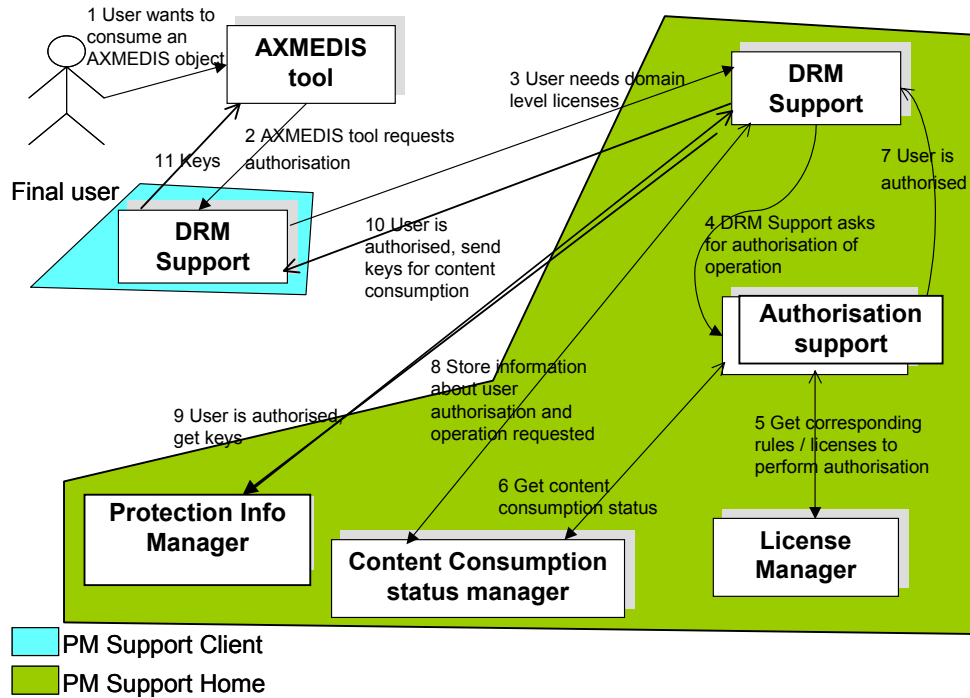 1 User wants to
consume an
AXMEDIS object
AXMEDIS
tool
DRM
Support
3 User needs domain
level licenses
2 AXMEDIS tool requests
authorisation
7 User is
authorised
11 Keys
Final user
DRM
Support
10 User is
authorised, send
keys for content
consumption
4 DRM Support asks
for authorisation of
operation
Authorisation
support
8 Store information
about user
authorisation and
operation requested
9 User is authorised,
get keys
5 Get corresponding
rules / licenses to
perform authorisation
6 Get content
consumption status
Protection Info
Manager
Content Consumption
status manager
License
Manager
PM Support Client
PM Support Home